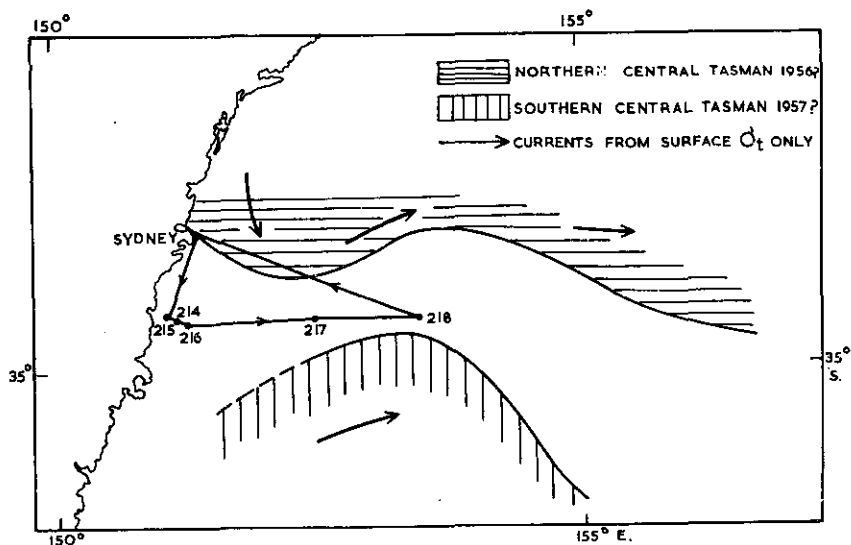 150°
155°
NORTHERN CENTRAL TASMAN 1956?
SOUTHERN CENTRAL TASMAN 1957?
CURRENTS FROM SURFACE σt ONLY
SYDNEY
214
215
216
217
218
35°
35°
S.
150°
155° E.